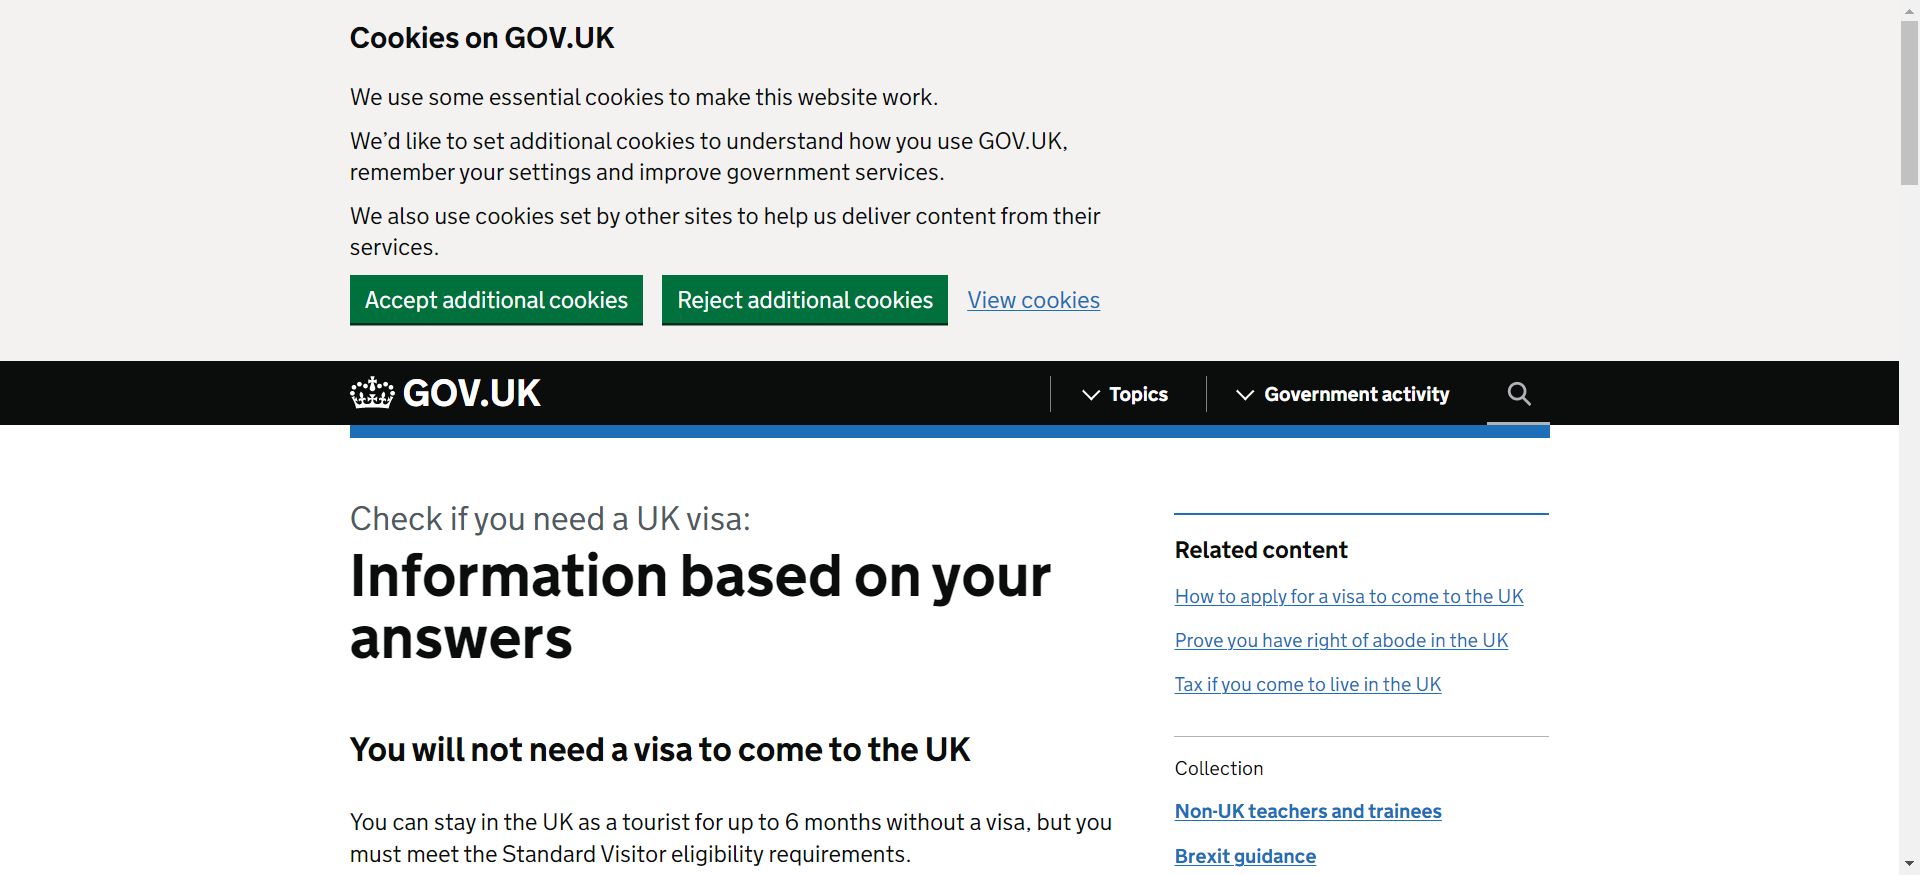 Cookies on GOV.UK
We use some essential cookies to make this website work.
We’d like to set additional cookies to understand how you use GOV.UK,
remember your settings and improve government services.
We also use cookies set by other sites to help us deliver content from their
services.
Accept additional cookies
Reject additional cookies
View cookies
GOV.UK
Topics
Government activity
Check if you need a UK visa:
Information based on your
answers
You will not need a visa to come to the UK
You can stay in the UK as a tourist for up to 6 months without a visa, but you
must meet the Standard Visitor eligibility requirements.
Related content
How to apply for a visa to come to the UK
Prove you have right of abode in the UK
Tax if you come to live in the UK
Collection
Non-UK teachers and trainees
Brexit guidance